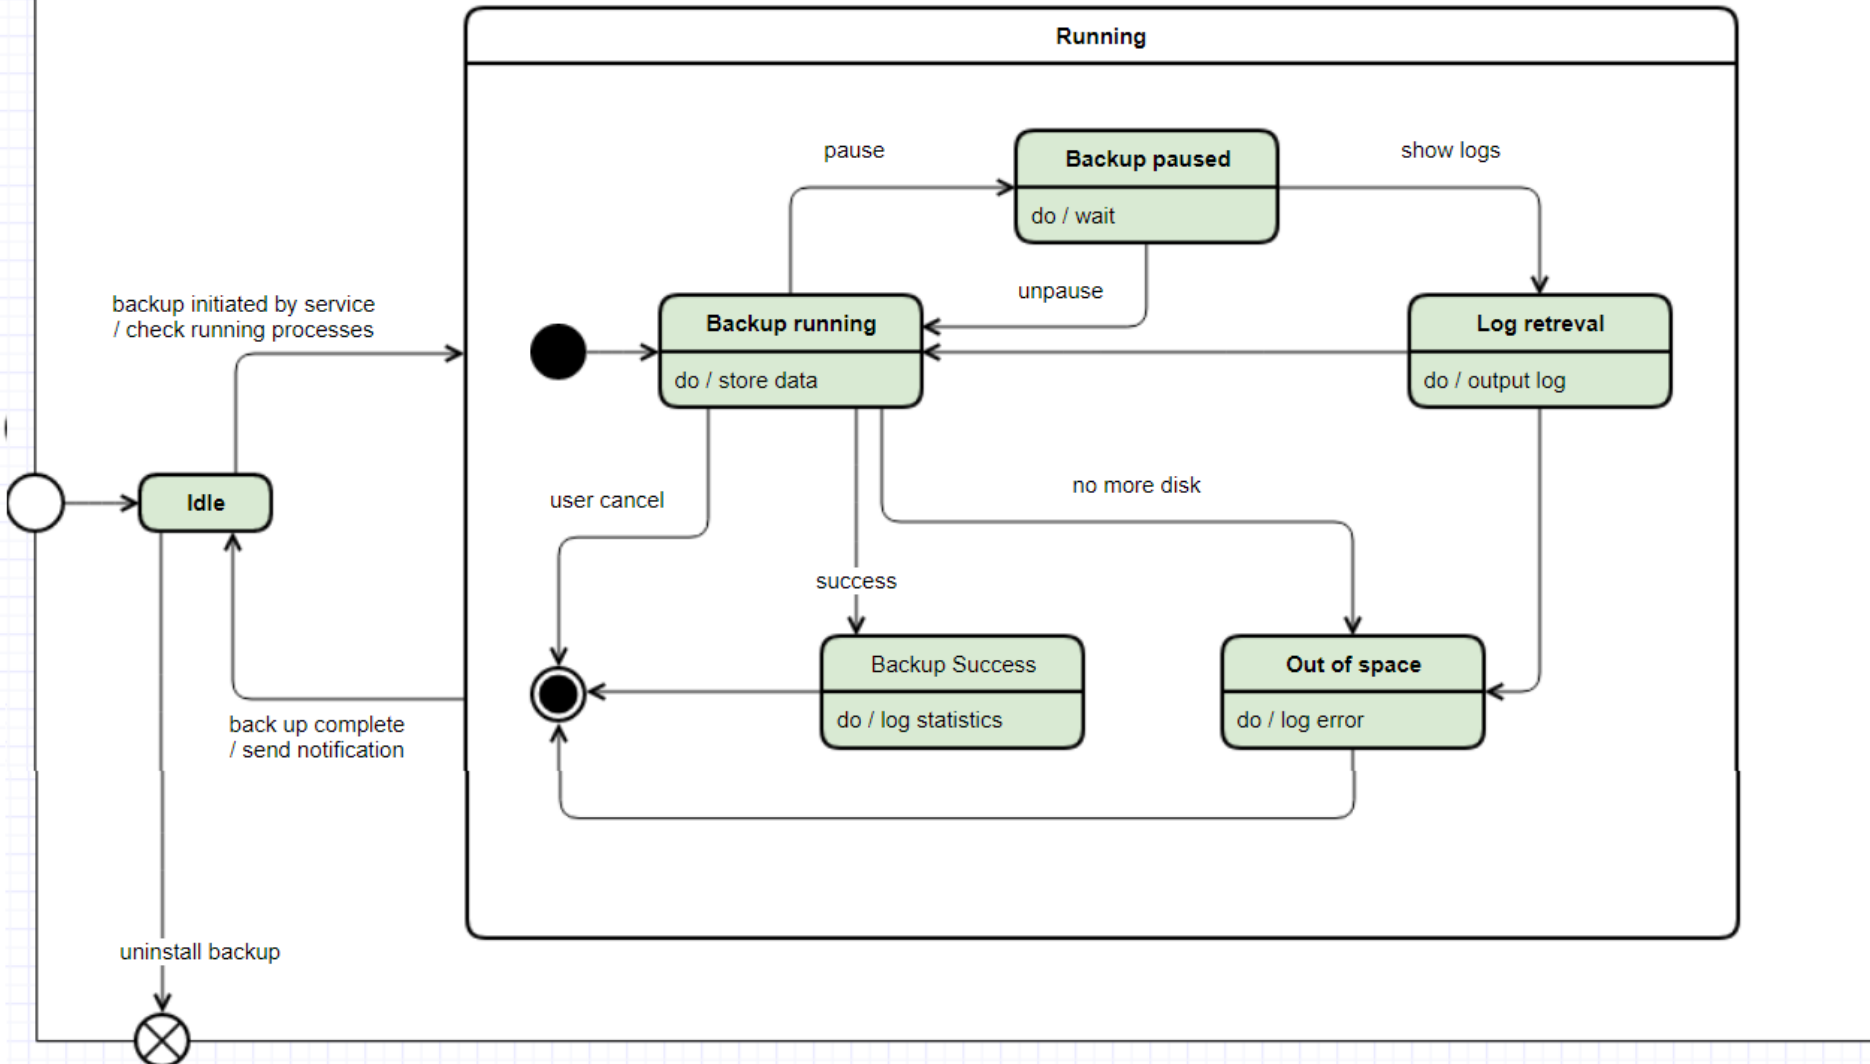 Running
pause
Backup paused
show logs
do / wait
unpause
backup initiated by service
/ check running processes
Backup running
Log retreval
do / store data
do / output log
Idle
user cancel
no more disk
success
Backup Success
Out of space
do / log statistics
do / log error
back up complete
/ send notification
uninstall backup